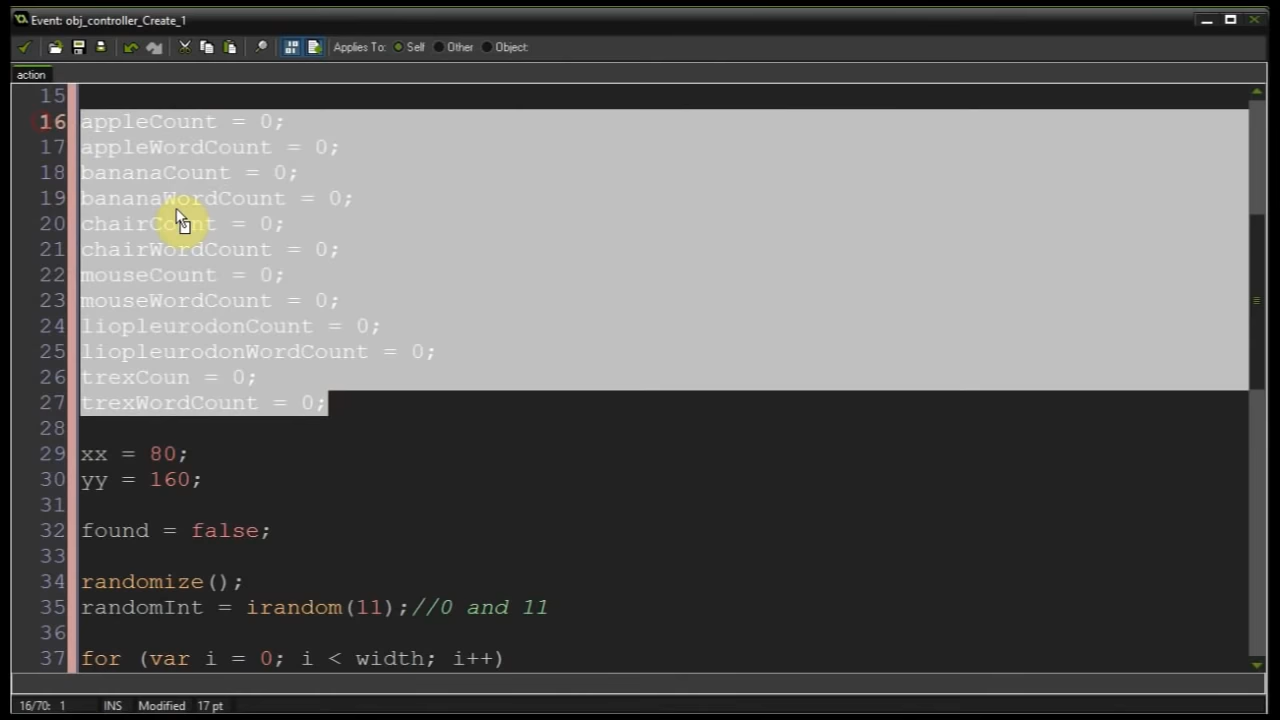 Event: obj_controller_Create_1
Applies To: Self Other Object:
action
15
16 appleCount = 0;
17 appleWordCount = 0;
18 bananaCount = 0;
19 bananaWordCount = 0;
20 chairCount = 0;
21 chairWordCount = 0;
22 mouseCount = 0;
23 mouseWordCount = 0;
24 liopleurodonCount = 0;
25 liopleurodonWordCount = 0;
26 trexCoun = 0;
27 trexWordCount = 0;
28
29 xx = 80;
30 yy = 160;
31
32 found = false;
33
34 randomize();
35 randomInt = irandom(11);//0 and 11
36
37 for (var i = 0; i < width; i++)
16/70: 1 INS Modified 17 pt